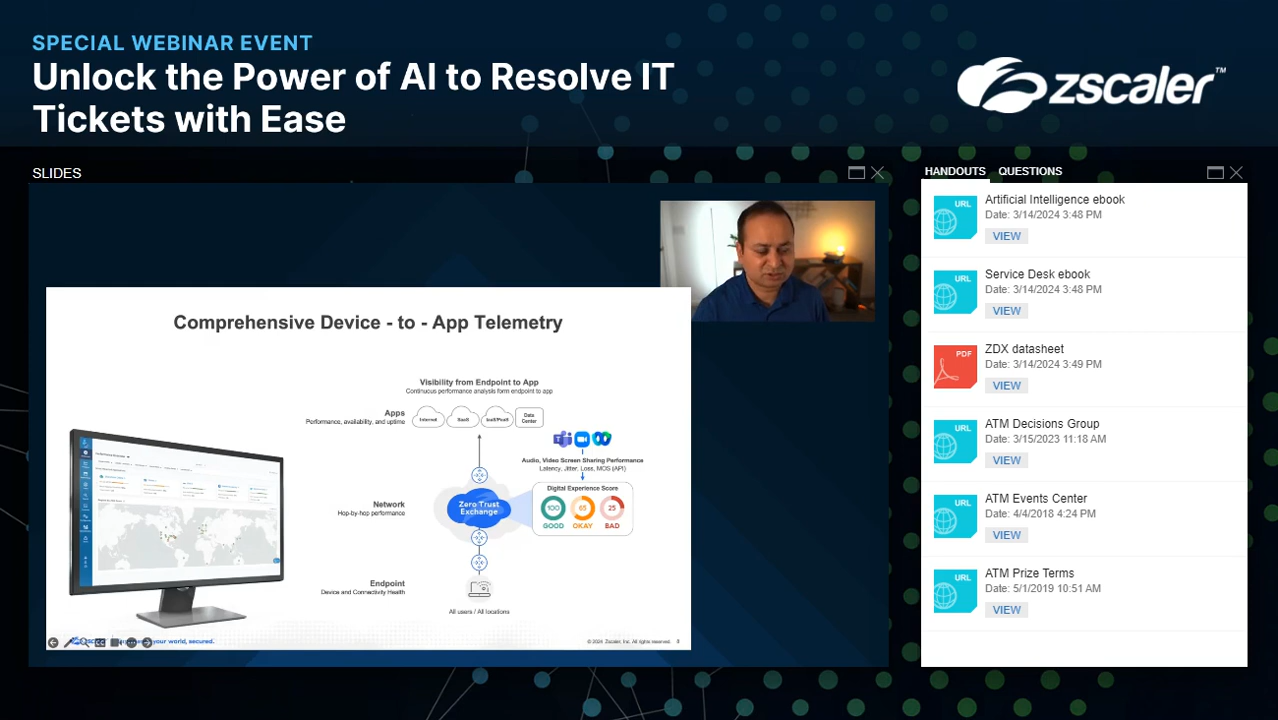 SPECIAL WEBINAR EVENT
Unlock the Power of AI to Resolve IT
Tickets with Ease
zscaler™
SLIDES
HANDOUTS QUESTIONS
Comprehensive Device - to - App Telemetry
Visibility from Endpoint to App
Continuous performance analysis form endpoint to app
Apps
Performance, availability, and uptime
Internet
SaaS
IaaS/PaaS
Data
Center
Audio, Video Screen Sharing Performance
Latency, Jitter, Loss, MOS (API)
Network
Hop-by-hop performance
Zero Trust
Exchange
Digital Experience Score
100 65 25
GOOD OKAY BAD
Endpoint
Device and Connectivity Health
All users / All locations
your world, secured.
© 2024 Zscaler, Inc. All rights reserved.
URL
Artificial Intelligence ebook
Date: 3/14/2024 3:48 PM
VIEW
URL
Service Desk ebook
Date: 3/14/2024 3:48 PM
VIEW
PDF
ZDX datasheet
Date: 3/14/2024 3:49 PM
VIEW
URL
ATM Decisions Group
Date: 3/15/2023 11:18 AM
VIEW
URL
ATM Events Center
Date: 4/4/2018 4:24 PM
VIEW
URL
ATM Prize Terms
Date: 5/1/2019 10:51 AM
VIEW